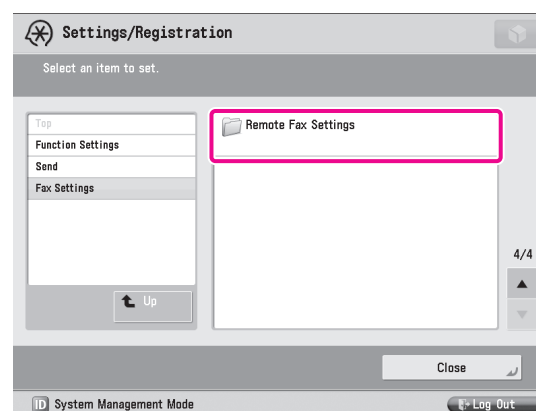 Settings/Registration
Select an item to set.
Top
Function Settings
Send
Fax Settings
Remote Fax Settings
4/4
Up
Close
ID System Management Mode
Log Out